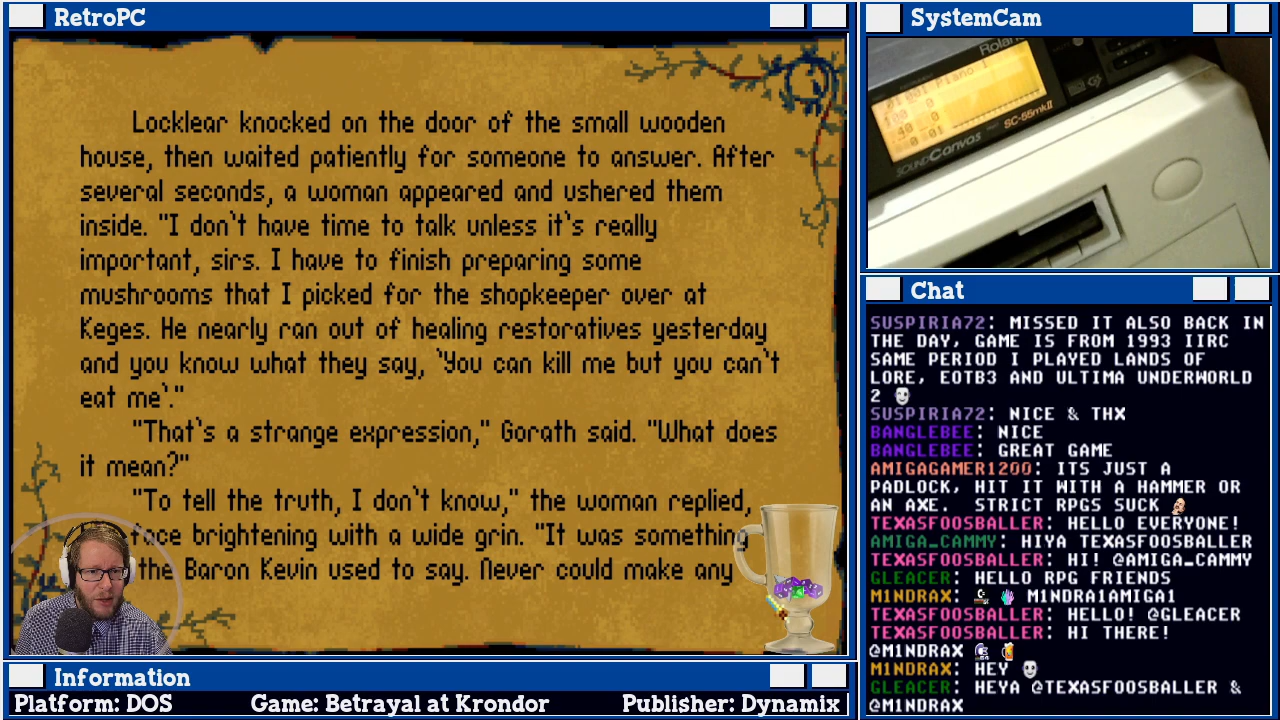 RetroPC
Locklear knocked on the door of the small wooden
house, then waited patiently for someone to answer. After
several seconds, a woman appeared and ushered them
inside. "I don't have time to talk unless it's really
important, sirs. I have to finish preparing some
mushrooms that I picked for the shopkeeper over at
Keges. He nearly ran out of healing restoratives yesterday
and you know what they say, 'You can kill me but you can't
eat me'."
"That's a strange expression," Gorath said. "What does
it mean?"
"To tell the truth, I don't know," the woman replied,
face brightening with a wide grin. "It was something
the Baron Kevin used to say. Never could make any
SystemCam
Roland
Piano 1
100
40
SOUND Canvas
SC-55mkII
Chat
SUSPIRIA72: MISSED IT ALSO BACK IN
THE DAY, GAME IS FROM 1993 IIRC
SAME PERIOD I PLAYED LANDS OF
LORE, EOTB3 AND ULTIMA UNDERWORLD
2
SUSPIRIA72: NICE & THX
BANGLEBEE: NICE
BANGLEBEE: GREAT GAME
AMIGAGAMER1200: ITS JUST A
PADLOCK, HIT IT WITH A HAMMER OR
AN AXE. STRICT RPGS SUCK
TEXASFOOSBALLER: HELLO EVERYONE!
AMIGA_CAMMY: HIYA TEXASFOOSBALLER
TEXASFOOSBALLER: HI! @AMIGA_CAMMY
GLEACER: HELLO RPG FRIENDS
M1NDRAX: M1NDRA1AMIGA1
TEXASFOOSBALLER: HELLO! @GLEACER
TEXASFOOSBALLER: HI THERE!
@M1NDRAX
M1NDRAX: HEY
GLEACER: HEYA @TEXASFOOSBALLER &
@M1NDRAX
Information
Platform: DOS Game: Betrayal at Krondor Publisher: Dynamix